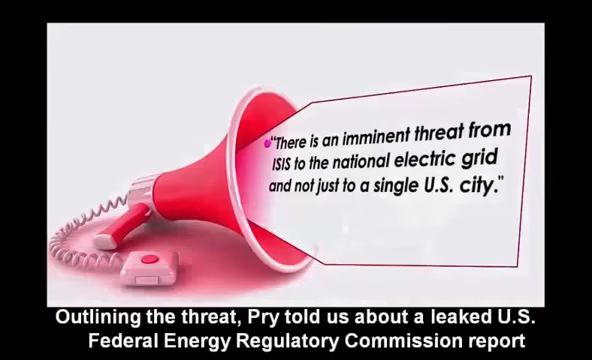 "There is an imminent threat from
ISIS to the national electric grid
and not just to a single U.S. city."
Outlining the threat, Pry told us about a leaked U.S.
Federal Energy Regulatory Commission report